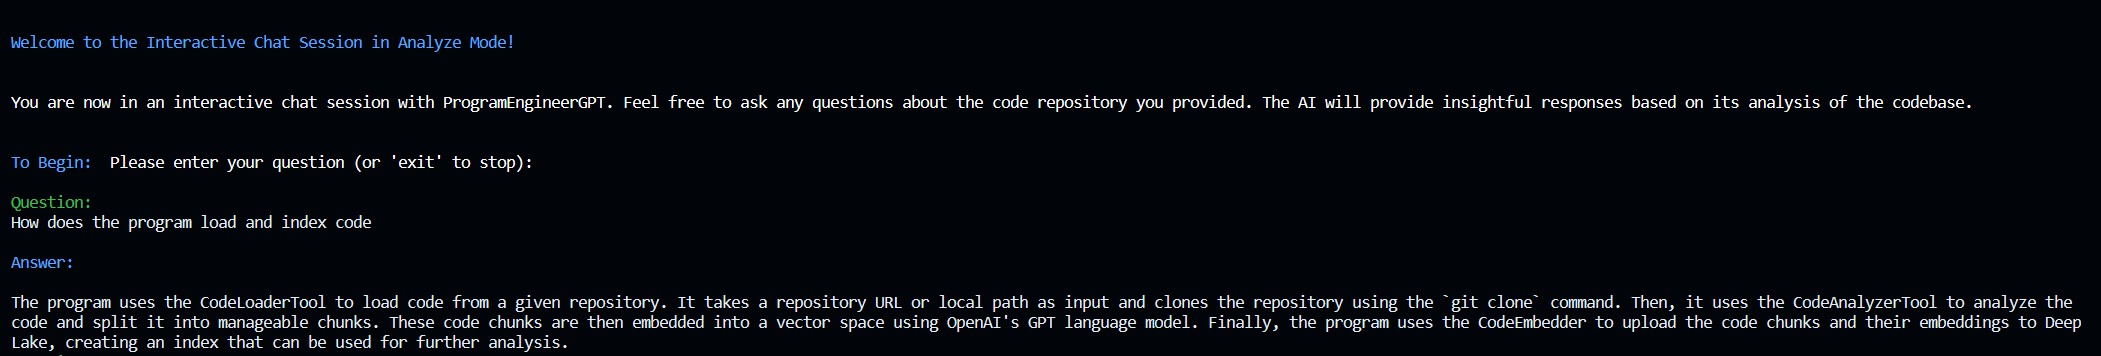 Welcome to the Interactive Chat Session in Analyze Mode!
You are now in an interactive chat session with ProgramEngineerGPT. Feel free to ask any questions about the code repository you provided. The AI will provide insightful responses based on its analysis of the codebase.
To Begin:  Please enter your question (or 'exit' to stop):
Question:
How does the program load and index code
Answer:
The program uses the CodeLoaderTool to load code from a given repository. It takes a repository URL or local path as input and clones the repository using the `git clone` command. Then, it uses the CodeAnalyzerTool to analyze the
code and split it into manageable chunks. These code chunks are then embedded into a vector space using OpenAI's GPT language model. Finally, the program uses the CodeEmbedder to upload the code chunks and their embeddings to Deep
Lake, creating an index that can be used for further analysis.